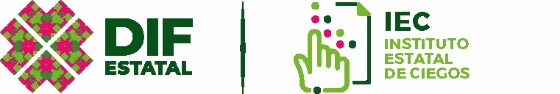 DIF
ESTATAL
IEC
INSTITUTO
ESTATAL
DE CIEGOS